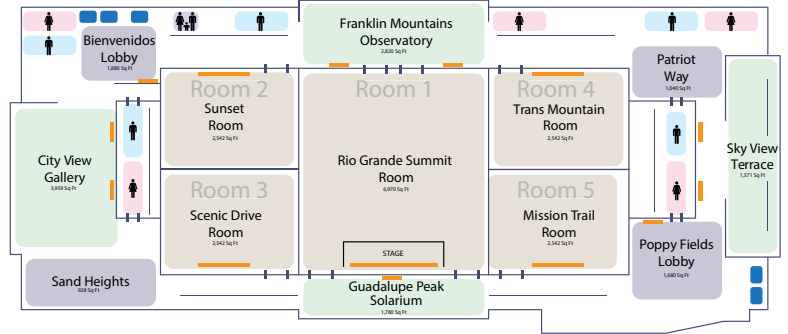 Franklin Mountains
Observatory
2,820 Sq Ft
Bienvenidos
Lobby
1,880 Sq Ft
Patriot
Way
1,040 Sq Ft
Room 2
Sunset
Room
2,542 Sq Ft
Room 1
Rio Grande Summit
Room
6,970 Sq Ft
Room 4
Trans Mountain
Room
2,542 Sq Ft
City View
Gallery
3,959 Sq Ft
Sky View
Terrace
1,371 Sq Ft
Room 3
Scenic Drive
Room
2,542 Sq Ft
STAGE
Room 5
Mission Trail
Room
2,542 Sq Ft
Poppy Fields
Lobby
1,680 Sq Ft
Sand Heights
928 Sq Ft
Guadalupe Peak
Solarium
1,780 Sq Ft